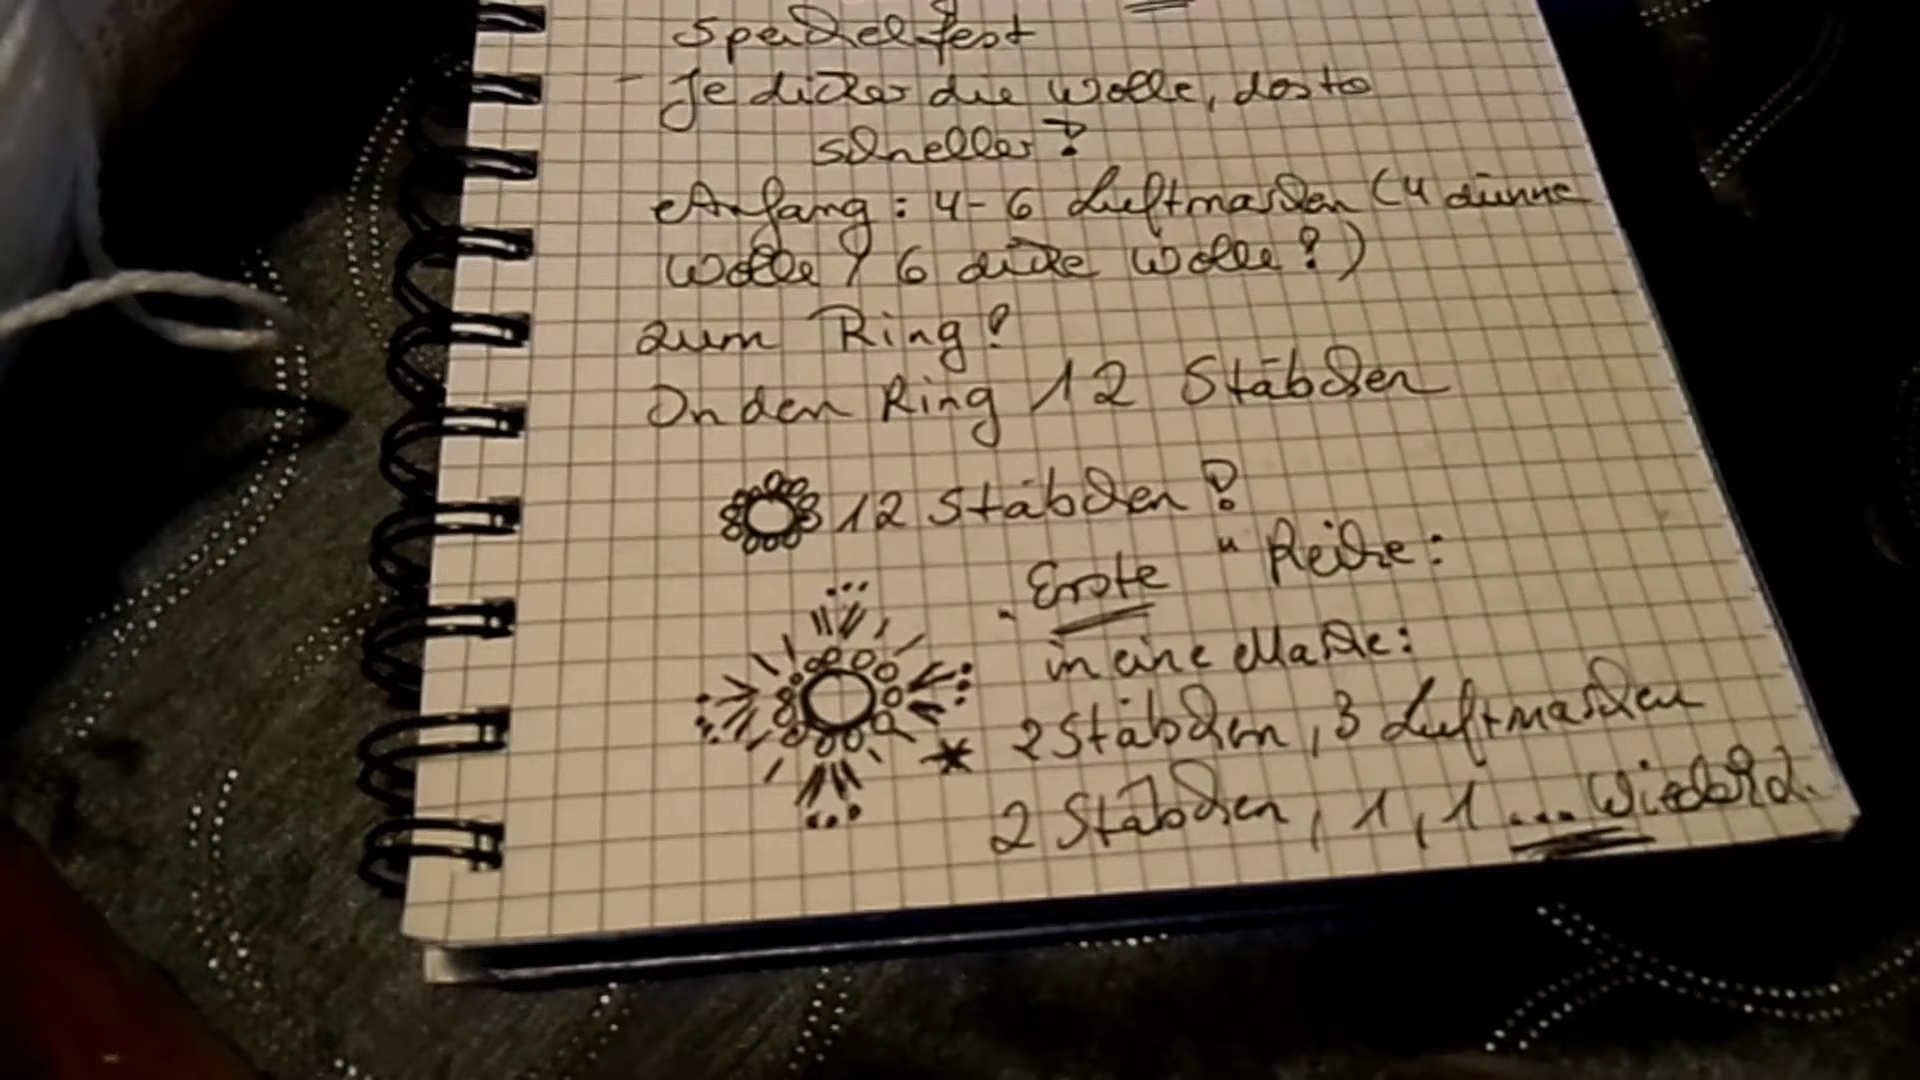 speichelfest
- Je dicker die Wolle, desto
schneller!
Anfang: 4-6 Luftmaschen (4 dünne
Wolle / 6 dicke Wolle!)
zum Ring!
In den Ring 12 Stäbchen
12 Stäbchen!
"Erste" Reihe:
in eine Masche:
* 2 Stäbchen, 3 Luftmaschen
2 Stäbchen, 1, 1 ... Wiederh.